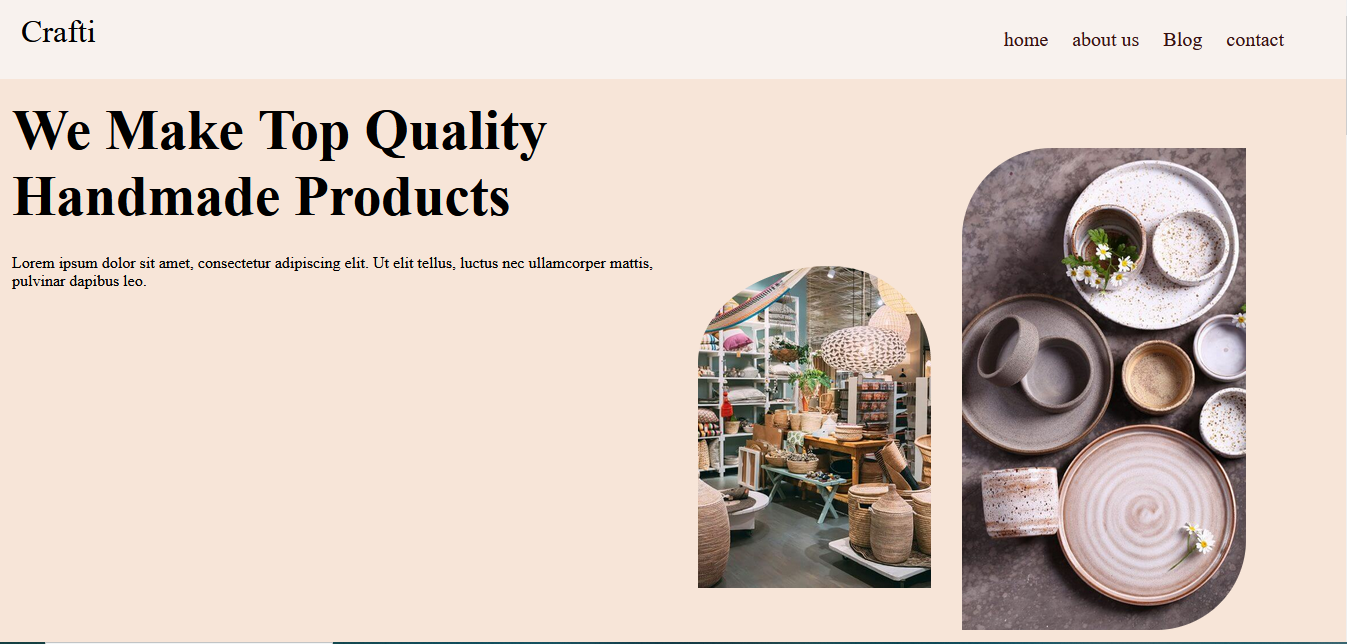 Crafti
home about us Blog contact
We Make Top Quality
Handmade Products
Lorem ipsum dolor sit amet, consectetur adipiscing elit. Ut elit tellus, luctus nec ullamcorper mattis,
pulvinar dapibus leo.